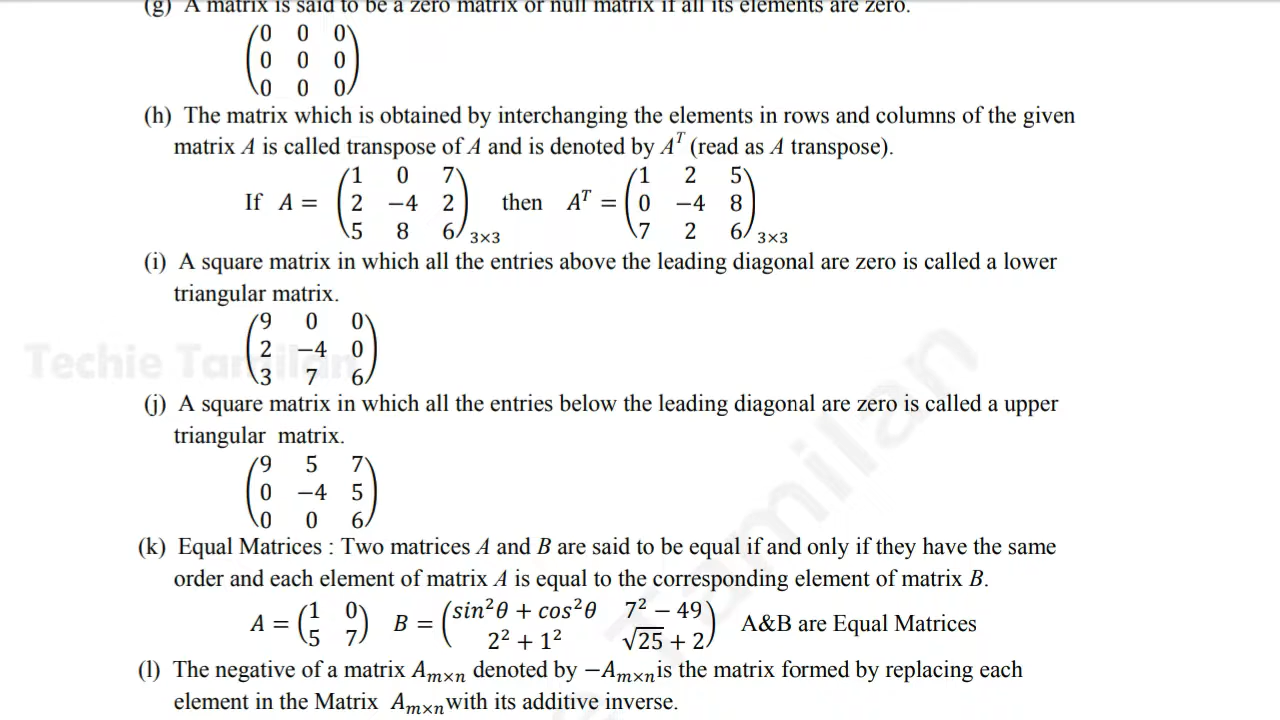 (g) A matrix is said to be a zero matrix or null matrix if all its elements are zero.
(0 0 0
0 0 0
0 0 0)
(h) The matrix which is obtained by interchanging the elements in rows and columns of the given
matrix A is called transpose of A and is denoted by Aᵀ (read as A transpose).
If A = (1 0 7
2 −4 2
5 8 6)3×3 then Aᵀ = (1 2 5
0 −4 8
7 2 6)3×3
(i) A square matrix in which all the entries above the leading diagonal are zero is called a lower
triangular matrix.
(9 0 0
2 −4 0
3 7 6)
Techie Tamilan
(j) A square matrix in which all the entries below the leading diagonal are zero is called a upper
triangular matrix.
(9 5 7
0 −4 5
0 0 6)
(k) Equal Matrices : Two matrices A and B are said to be equal if and only if they have the same
order and each element of matrix A is equal to the corresponding element of matrix B.
A = (1 0
5 7) B = (sin²θ + cos²θ 7² − 49
2² + 1² √25 + 2) A&B are Equal Matrices
(l) The negative of a matrix Aₘ×ₙ denoted by −Aₘ×ₙis the matrix formed by replacing each
element in the Matrix Aₘ×ₙwith its additive inverse.
Tamilan